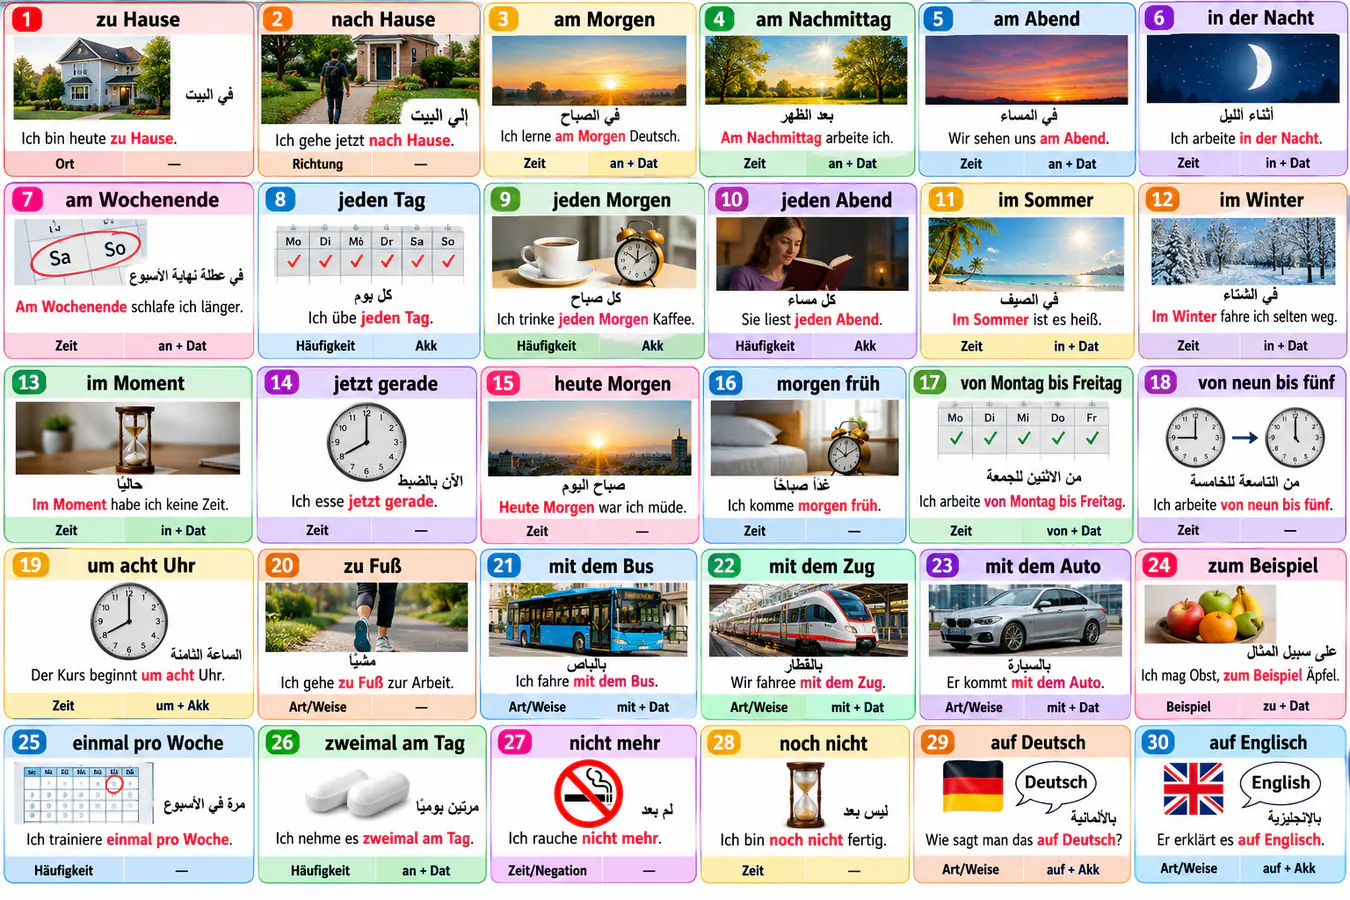 1 zu Hause
في البيت
Ich bin heute zu Hause.
Ort —
2 nach Hause
إلي البيت
Ich gehe jetzt nach Hause.
Richtung —
3 am Morgen
في الصباح
Ich lerne am Morgen Deutsch.
Zeit an + Dat
4 am Nachmittag
بعد الظهر
Am Nachmittag arbeite ich.
Zeit an + Dat
5 am Abend
في المساء
Wir sehen uns am Abend.
Zeit an + Dat
6 in der Nacht
أثناء الليل
Ich arbeite in der Nacht.
Zeit in + Dat
7 am Wochenende
Sa So
في عطلة نهاية الأسبوع
Am Wochenende schlafe ich länger.
Zeit an + Dat
8 jeden Tag
Mo Di Mo Dr Sa So
كل يوم
Ich übe jeden Tag.
Häufigkeit Akk
9 jeden Morgen
كل صباح
Ich trinke jeden Morgen Kaffee.
Häufigkeit Akk
10 jeden Abend
كل مساء
Sie liest jeden Abend.
Häufigkeit Akk
11 im Sommer
في الصيف
Im Sommer ist es heiß.
Zeit in + Dat
12 im Winter
في الشتاء
Im Winter fahre ich selten weg.
Zeit in + Dat
13 im Moment
حاليًا
Im Moment habe ich keine Zeit.
Zeit in + Dat
14 jetzt gerade
الآن بالضبط
Ich esse jetzt gerade.
Zeit —
15 heute Morgen
صباح اليوم
Heute Morgen war ich müde.
Zeit —
16 morgen früh
غذًا صباحًا
Ich komme morgen früh.
Zeit —
17 von Montag bis Freitag
Mo Di Mi Do Fr
من الاثنين للجمعة
Ich arbeite von Montag bis Freitag.
Zeit von + Dat
18 von neun bis fünf
من التاسعة للخامسة
Ich arbeite von neun bis fünf.
Zeit —
19 um acht Uhr
الساعة الثامنة
Der Kurs beginnt um acht Uhr.
Zeit um + Akk
20 zu Fuß
مشيًا
Ich gehe zu Fuß zur Arbeit.
Art/Weise —
21 mit dem Bus
بالباص
Ich fahre mit dem Bus.
Art/Weise mit + Dat
22 mit dem Zug
بالقطار
Wir fahree mit dem Zug.
Art/Weise mit + Dat
23 mit dem Auto
بالسيارة
Er kommt mit dem Auto.
Art/Weise mit + Dat
24 zum Beispiel
على سبيل المثال
Ich mag Obst, zum Beispiel Äpfel.
Beispiel zu + Dat
25 einmal pro Woche
مرة في الأسبوع
Ich trainiere einmal pro Woche.
Häufigkeit —
26 zweimal am Tag
مرتين يوميًا
Ich nehme es zweimal am Tag.
Häufigkeit an + Dat
27 nicht mehr
لم بعد
Ich rauche nicht mehr.
Zeit/Negation —
28 noch nicht
ليس بعد
Ich bin noch nicht fertig.
Zeit —
29 auf Deutsch
Deutsch
بالألمانية
Wie sagt man das auf Deutsch?
Art/Weise auf + Akk
30 auf Englisch
English
بالإنجليزية
Er erklärt es auf Englisch.
Art/Weise auf + Akk